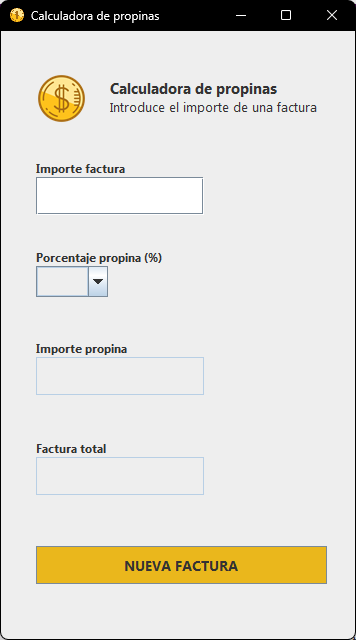 Calculadora de propinas
$
Calculadora de propinas
Introduce el importe de una factura
Importe factura
Porcentaje propina (%)
Importe propina
Factura total
NUEVA FACTURA